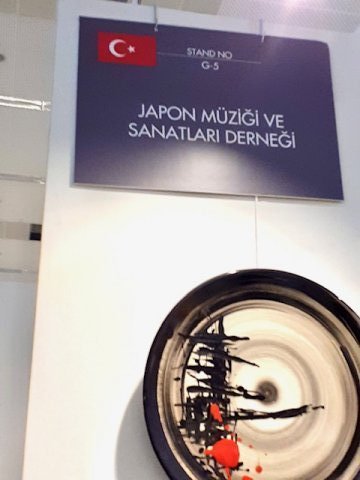 STAND NO
G-5
JAPON MÜZİĞİ VE
SANATLARI DERNEĞİ